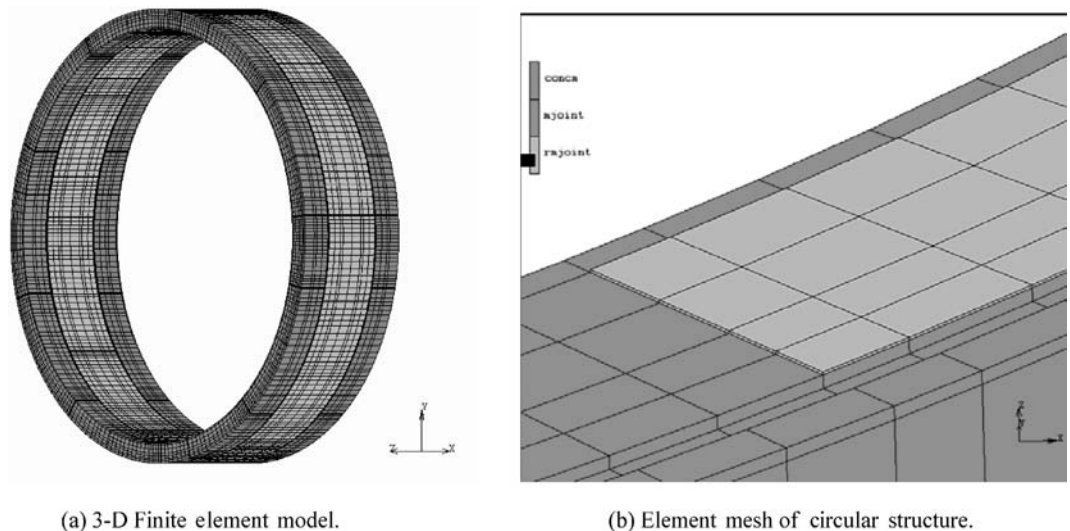 y
z
x
conca
mjoint
rmjoint
z
y
x
(a) 3-D Finite element model.
(b) Element mesh of circular structure.